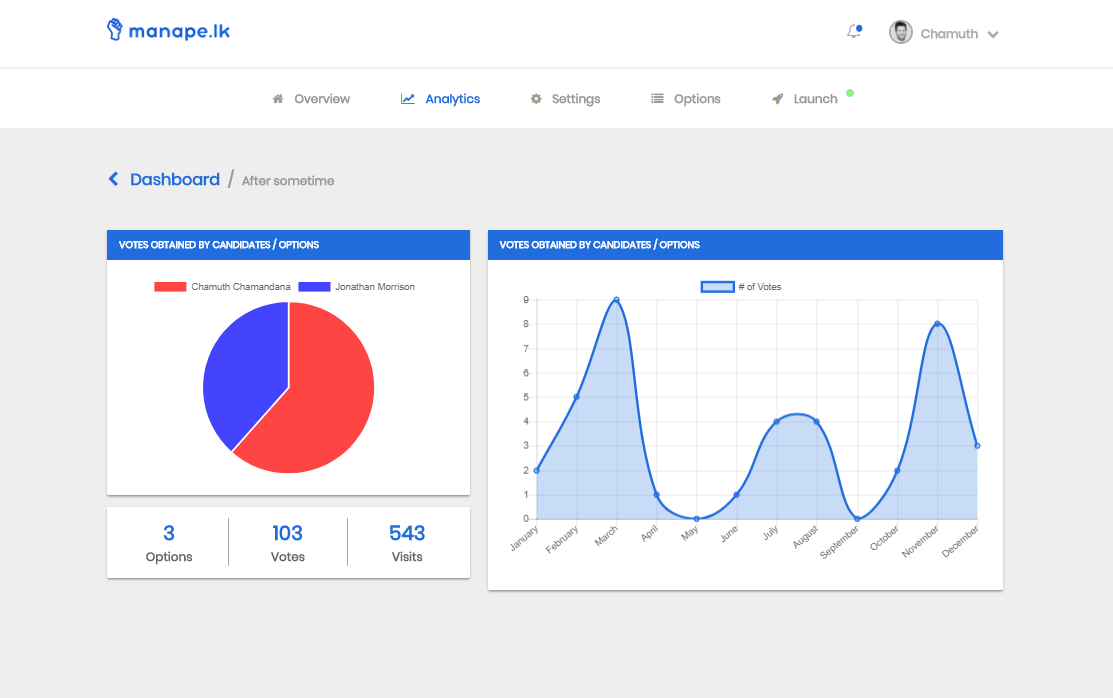 manape.lk
Chamuth
Overview Analytics Settings Options Launch
Dashboard / After sometime
VOTES OBTAINED BY CANDIDATES / OPTIONS
Chamuth Chamandana Jonathan Morrison
3 103 543
Options Votes Visits
VOTES OBTAINED BY CANDIDATES / OPTIONS
# of Votes
9
8
7
6
5
4
3
2
1
0
January February March April May June July August September October November December